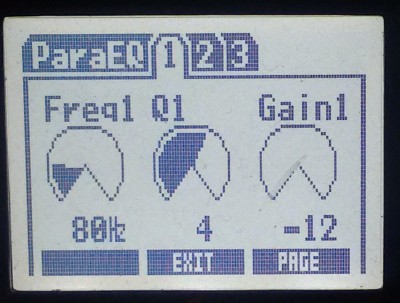 ParaEQ 1 2 3
Freq1 Q1 Gain1
80Hz 4 -12
EXIT PAGE